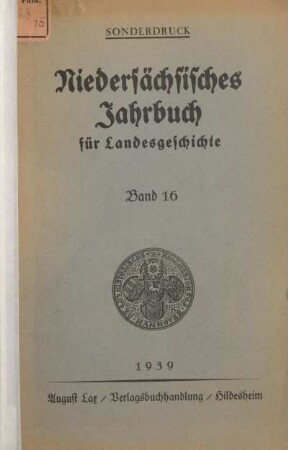 SONDERDRUCK
Niedersächsisches
Jahrbuch
für Landesgeschichte
Band 16
1939
August Lax / Verlagsbuchhandlung / Hildesheim